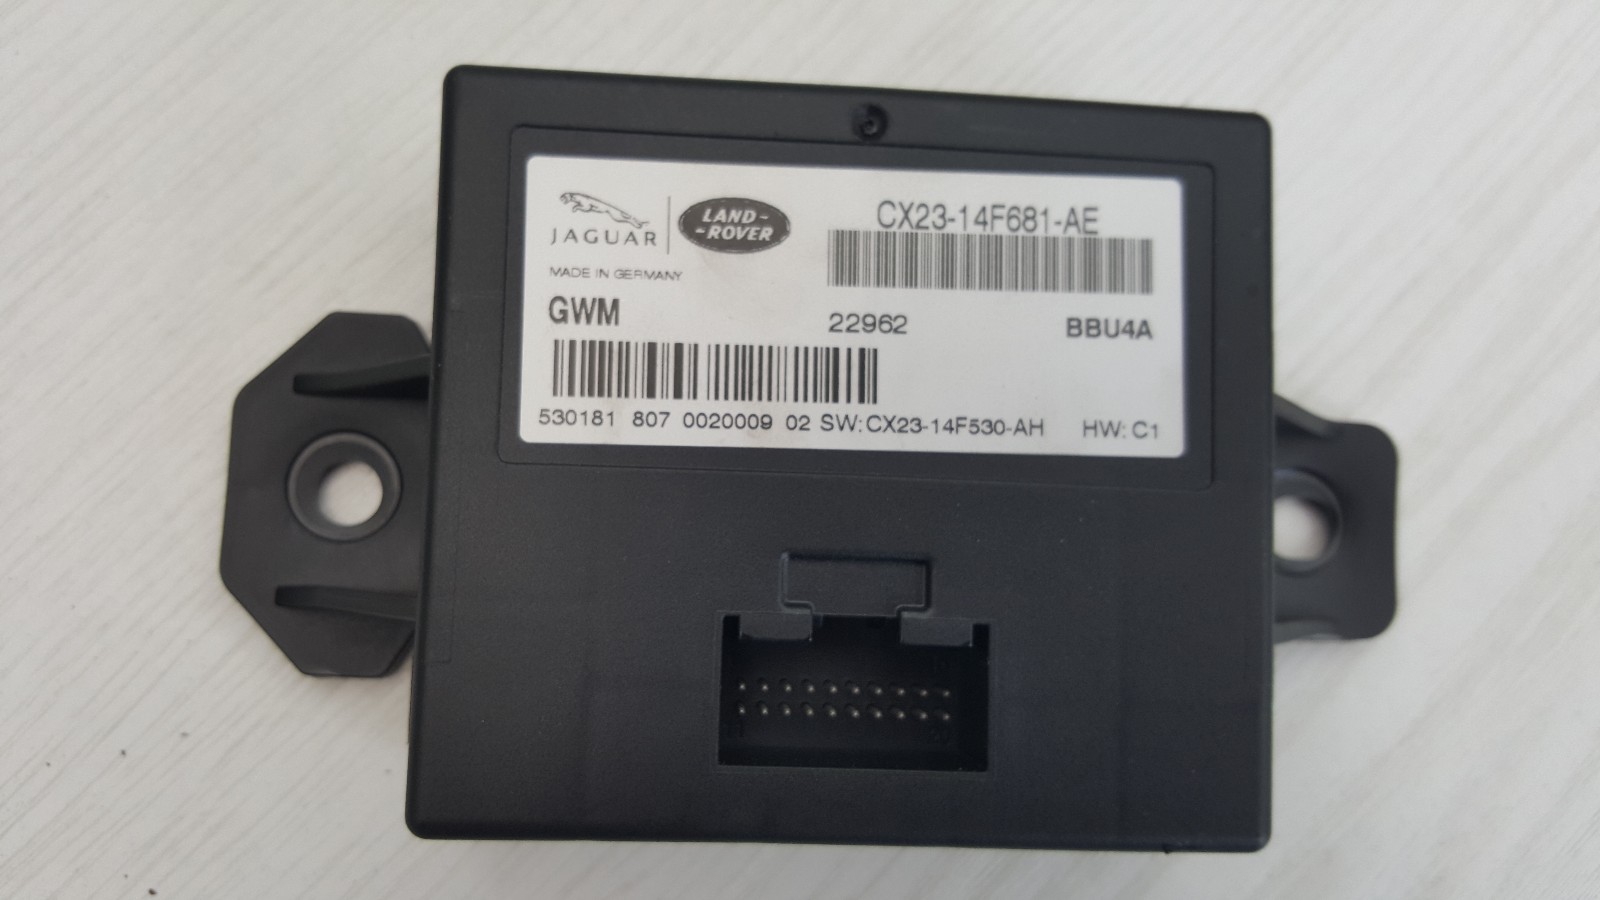 JAGUAR
LAND-
-ROVER
CX23-14F681-AE
MADE IN GERMANY
GWM
22962
BBU4A
530181 807 0020009 02 SW:CX23-14F530-AH HW: C1